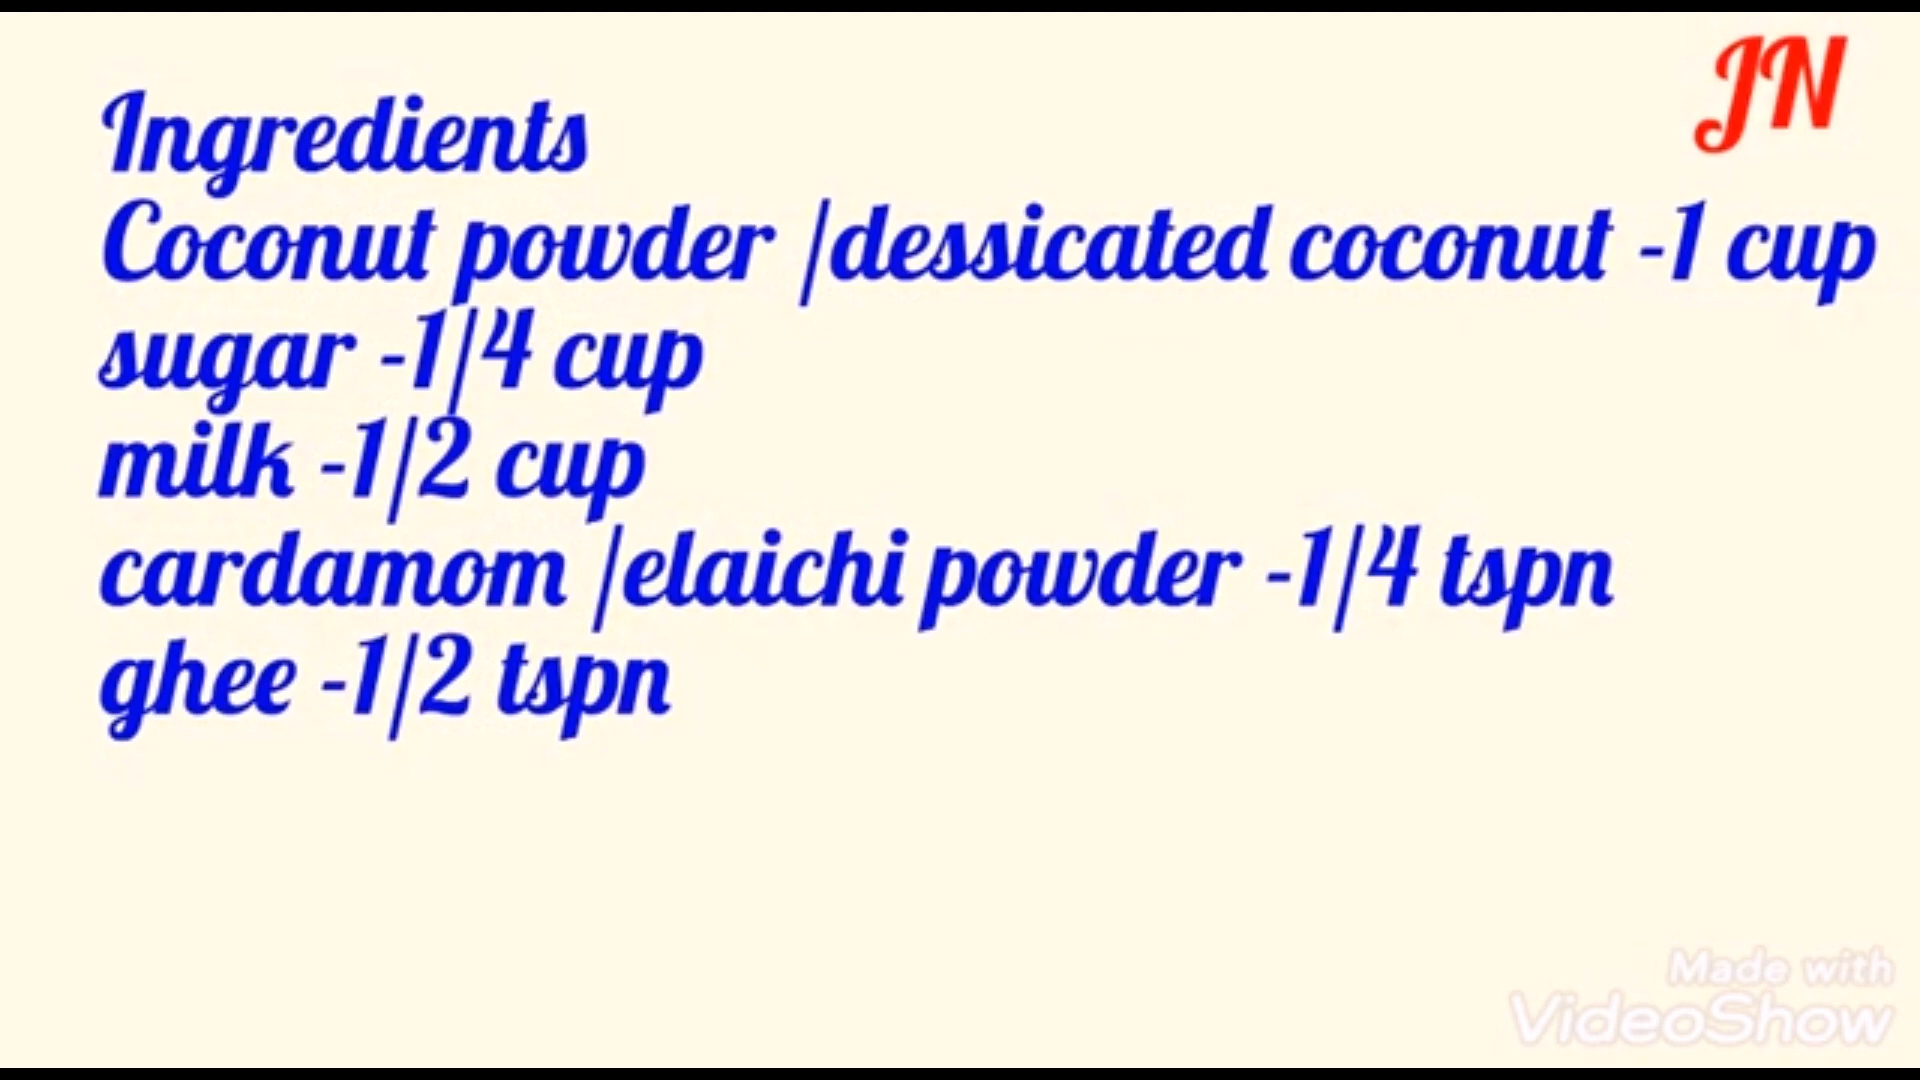 JN
Ingredients
Coconut powder /dessicated coconut -1 cup
sugar -1/4 cup
milk -1/2 cup
cardamom /elaichi powder -1/4 tspn
ghee -1/2 tspn
Made with
VideoShow